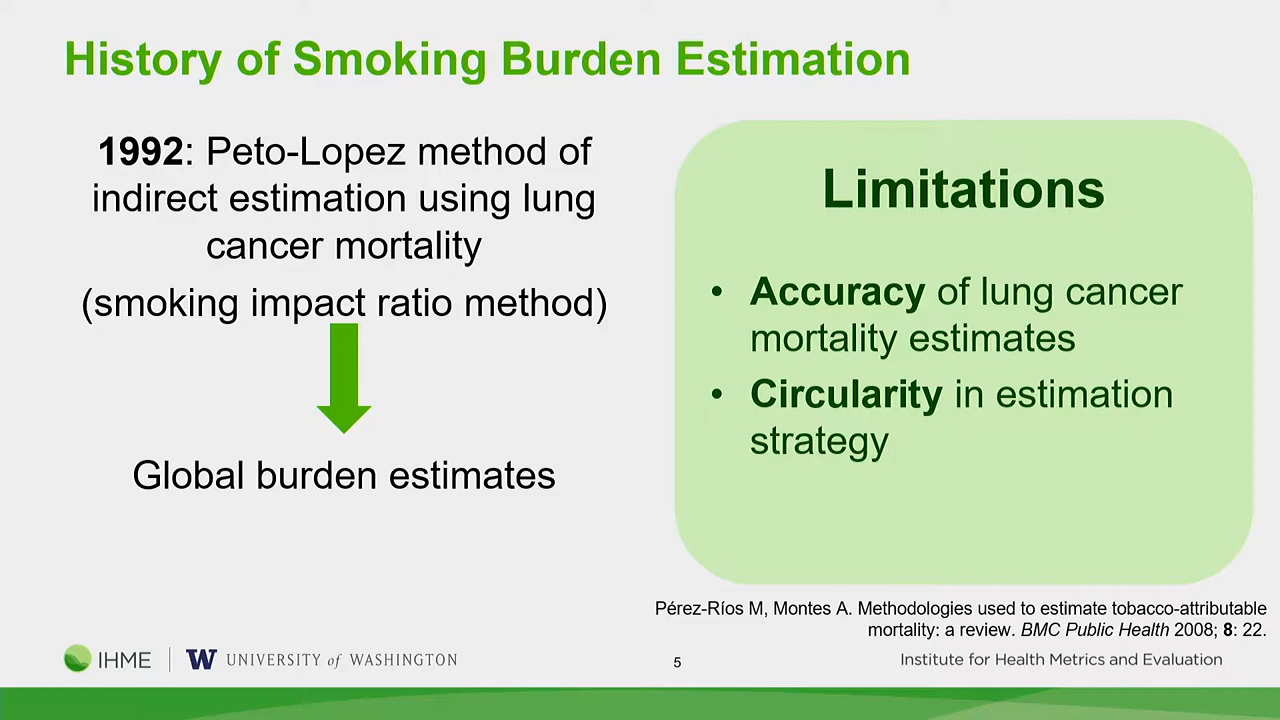 History of Smoking Burden Estimation
1992: Peto-Lopez method of
indirect estimation using lung
cancer mortality
(smoking impact ratio method)
Global burden estimates
Limitations
• Accuracy of lung cancer
mortality estimates
• Circularity in estimation
strategy
Pérez-Ríos M, Montes A. Methodologies used to estimate tobacco-attributable
mortality: a review. BMC Public Health 2008; 8: 22.
IHME
W UNIVERSITY of WASHINGTON
5
Institute for Health Metrics and Evaluation